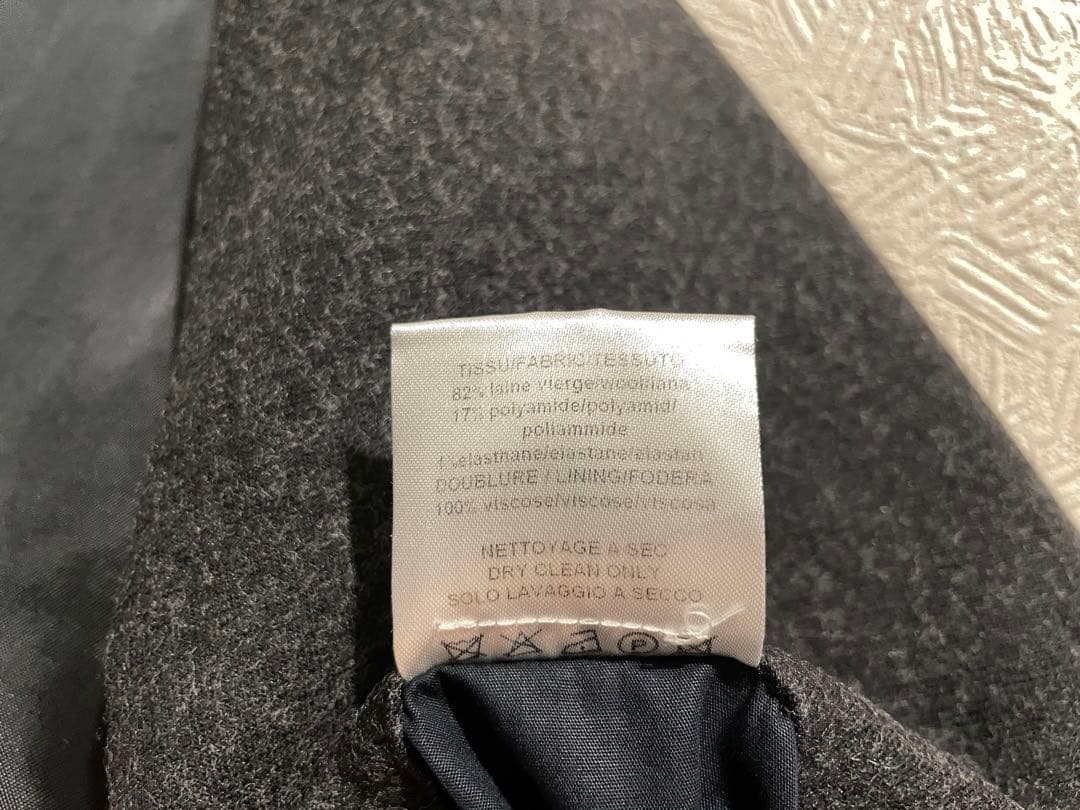 TISSU/FABRIC/TESSUTO
82% laine vierge/wool/lana
17% polyamide/polyamid/
poliammide
1% elasthane/elastane/elastan
DOUBLURE / LINING/FODERA
100% viscose/viscose/viscosa
NETTOYAGE A SEC
DRY CLEAN ONLY
SOLO LAVAGGIO A SECCO
P